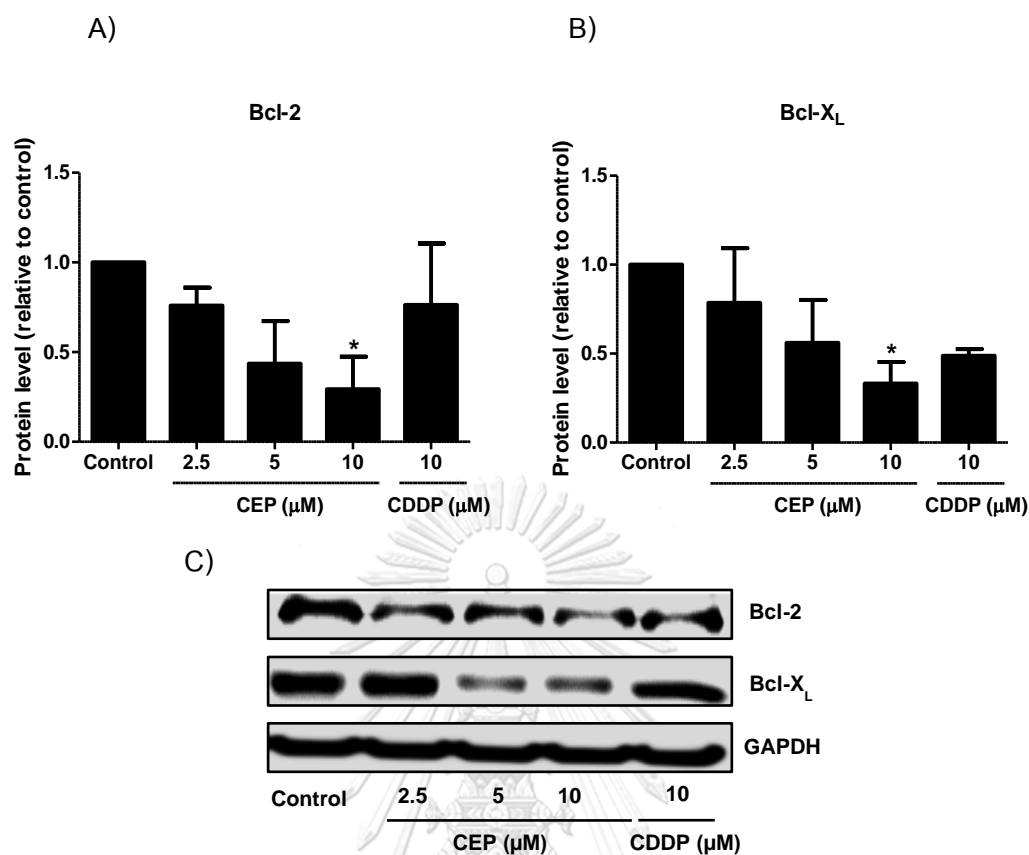 A)
Bcl-2
Protein level (relative to control)
1.5
1.0
0.5
0.0
*
Control 2.5 5 10 10
CEP (µM) CDDP (µM)
B)
Bcl-X_L
Protein level (relative to control)
1.5
1.0
0.5
0.0
*
Control 2.5 5 10 10
CEP (µM) CDDP (µM)
C)
Bcl-2
Bcl-X_L
GAPDH
Control 2.5 5 10 10
CEP (µM) CDDP (µM)